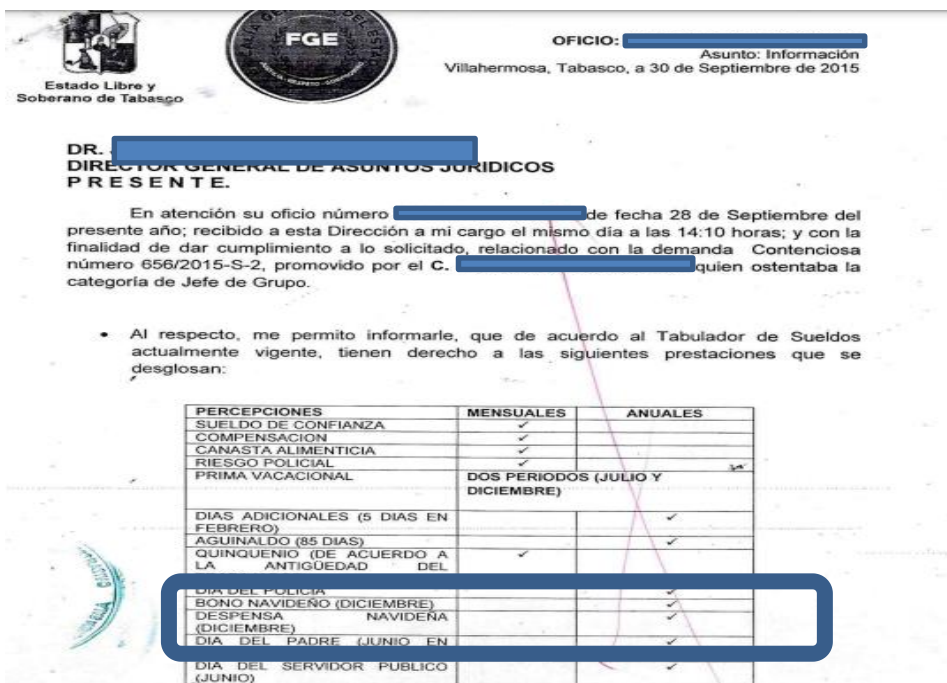 FGE
Estado Libre y
Soberano de Tabasco
OFICIO:
Asunto: Información
Villahermosa, Tabasco, a 30 de Septiembre de 2015
DR.
DIRECTOR GENERAL DE ASUNTOS JURIDICOS
P R E S E N T E.
En atención su oficio número de fecha 28 de Septiembre del
presente año; recibido a esta Dirección a mi cargo el mismo día a las 14:10 horas; y con la
finalidad de dar cumplimiento a lo solicitado, relacionado con la demanda Contenciosa
número 656/2015-S-2, promovido por el C. quien ostentaba la
categoría de Jefe de Grupo.
• Al respecto, me permito informarle, que de acuerdo al Tabulador de Sueldos
actualmente vigente, tienen derecho a las siguientes prestaciones que se
desglosan:
PERCEPCIONES MENSUALES ANUALES
SUELDO DE CONFIANZA ✓
COMPENSACION ✓
CANASTA ALIMENTICIA ✓
RIESGO POLICIAL ✓
PRIMA VACACIONAL DOS PERIODOS (JULIO Y
DICIEMBRE)
DIAS ADICIONALES (5 DIAS EN ✓
FEBRERO)
AGUINALDO (85 DIAS) ✓
QUINQUENIO (DE ACUERDO A ✓
LA ANTIGÜEDAD DEL
DIA DEL POLICIA ✓
BONO NAVIDEÑO (DICIEMBRE) ✓
DESPENSA NAVIDEÑA ✓
(DICIEMBRE)
DIA DEL PADRE (JUNIO EN ✓
DIA DEL SERVIDOR PUBLICO ✓
(JUNIO)